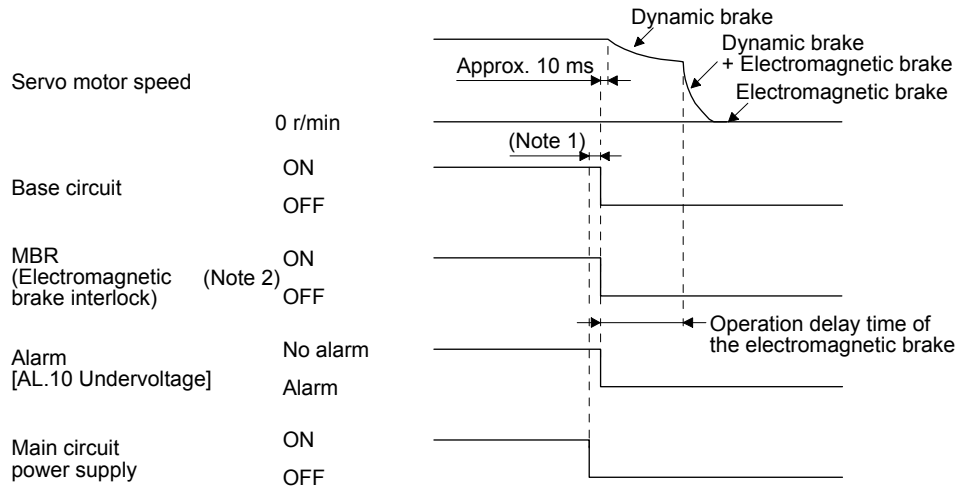 Dynamic brake
Dynamic brake
+ Electromagnetic brake
Approx. 10 ms
Servo motor speed
Electromagnetic brake
0 r/min
(Note 1)
ON
Base circuit
OFF
MBR
(Electromagnetic
brake interlock)
(Note 2)
ON
OFF
Operation delay time of
the electromagnetic brake
No alarm
Alarm
[AL.10 Undervoltage]
Alarm
ON
Main circuit
power supply
OFF